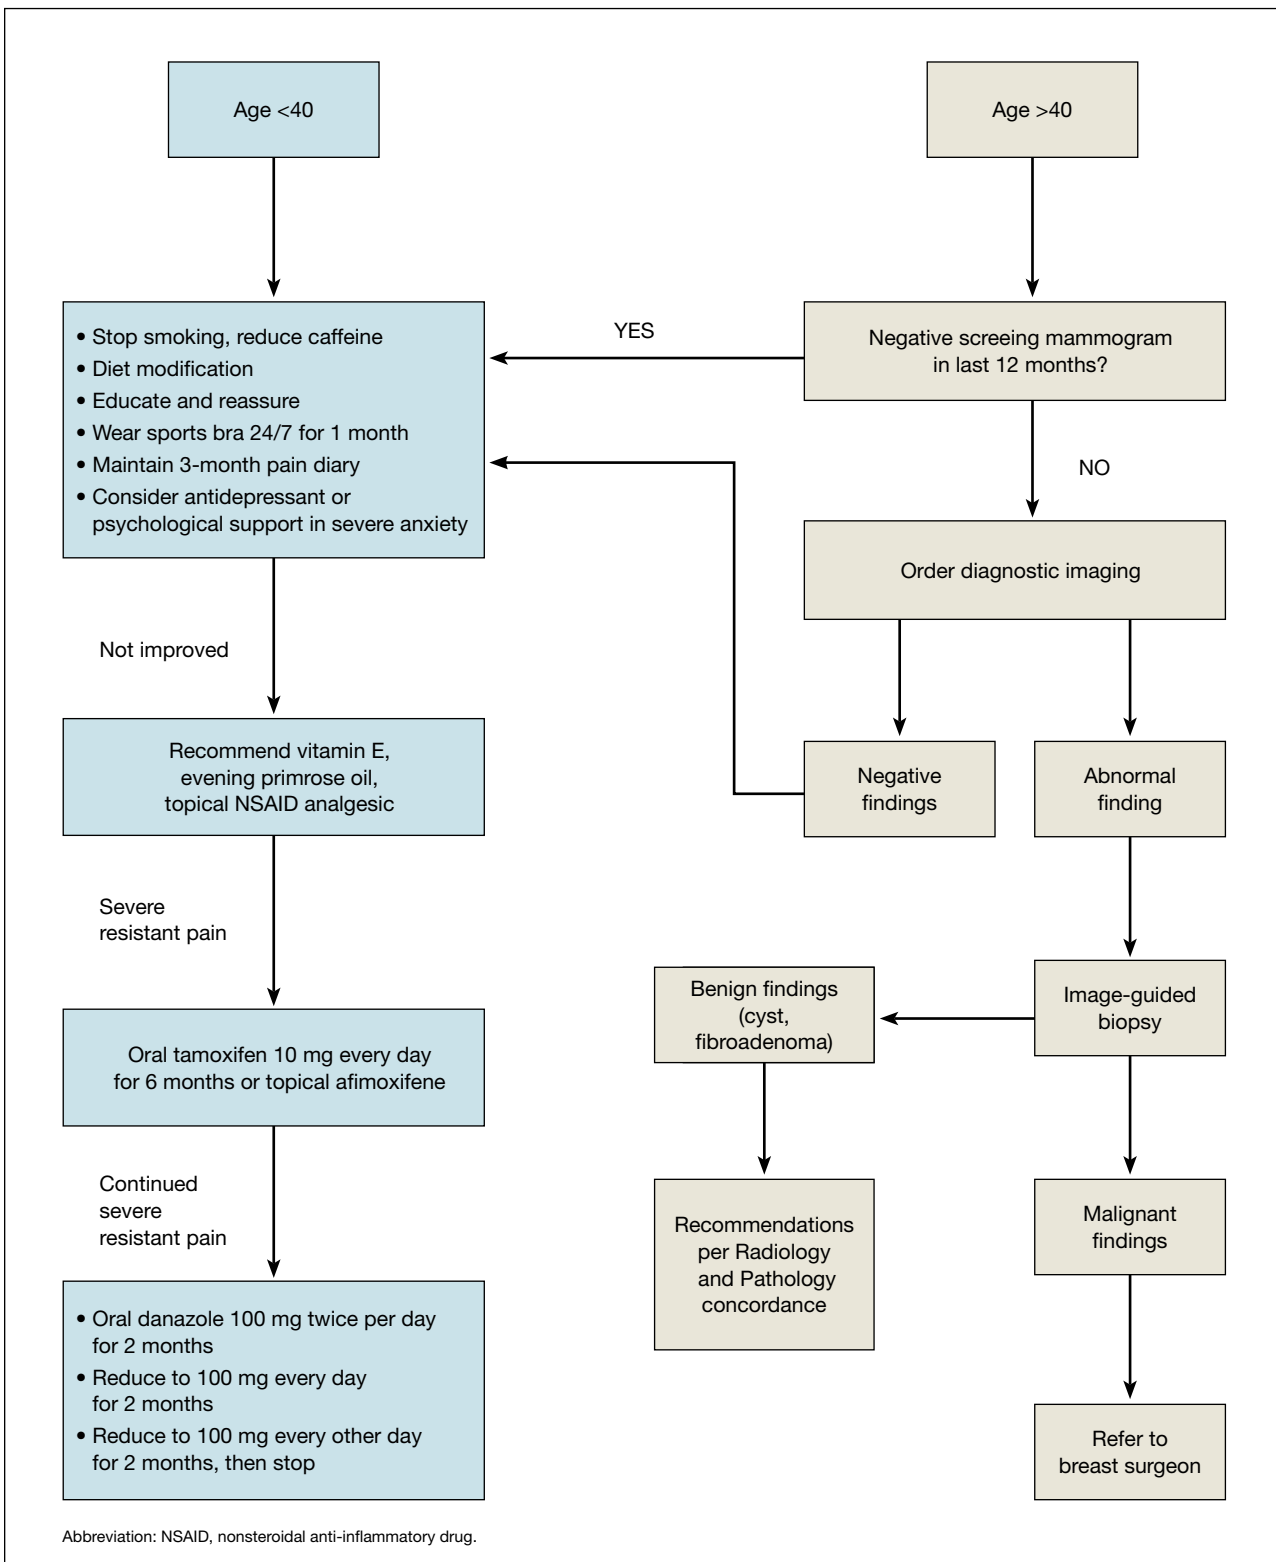 Age <40
Age >40
• Stop smoking, reduce caffeine
• Diet modification
• Educate and reassure
• Wear sports bra 24/7 for 1 month
• Maintain 3-month pain diary
• Consider antidepressant or
psychological support in severe anxiety
YES
Negative screeing mammogram
in last 12 months?
NO
Order diagnostic imaging
Not improved
Recommend vitamin E,
evening primrose oil,
topical NSAID analgesic
Negative
findings
Abnormal
finding
Severe
resistant pain
Oral tamoxifen 10 mg every day
for 6 months or topical afimoxifene
Benign findings
(cyst,
fibroadenoma)
Image-guided
biopsy
Continued
severe
resistant pain
Recommendations
per Radiology
and Pathology
concordance
Malignant
findings
• Oral danazole 100 mg twice per day
for 2 months
• Reduce to 100 mg every day
for 2 months
• Reduce to 100 mg every other day
for 2 months, then stop
Refer to
breast surgeon
Abbreviation: NSAID, nonsteroidal anti-inflammatory drug.